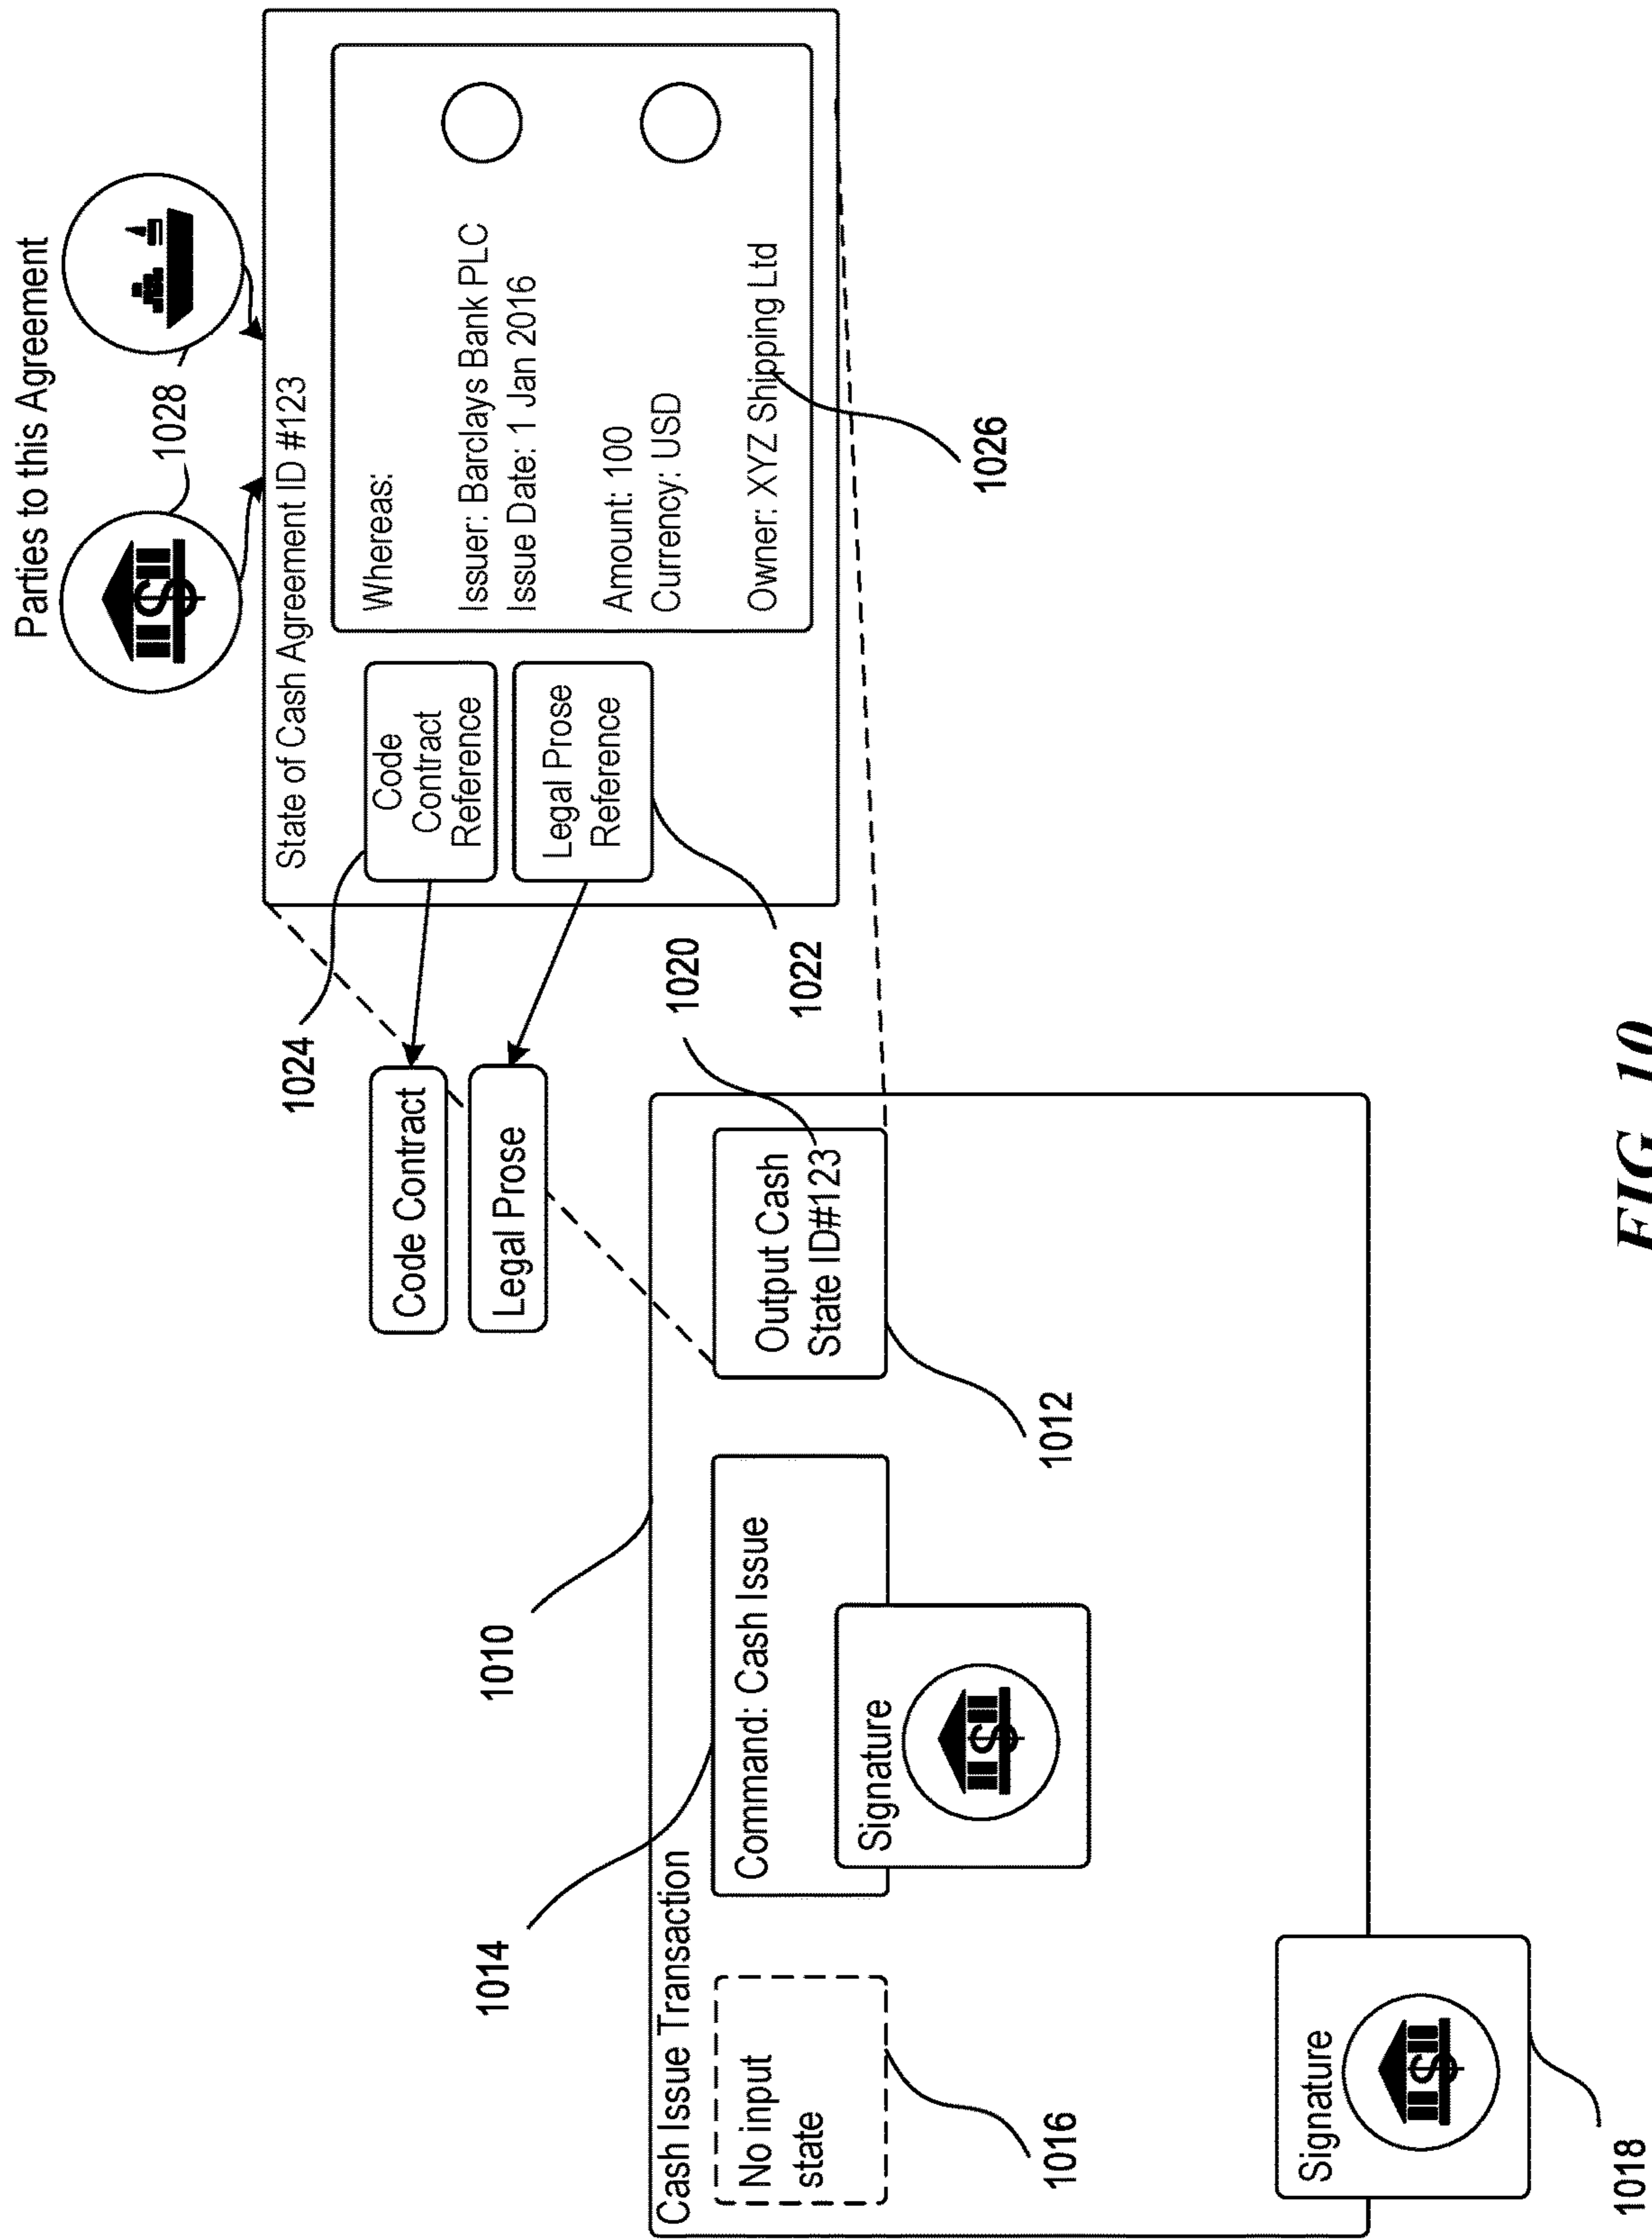 Parties to this Agreement
1028
State of Cash Agreement ID #123
1024
Code
Contract
Reference
Legal Prose
Reference
1022
Whereas:
Issuer: Barclays Bank PLC
Issue Date: 1 Jan 2016
Amount: 100
Currency: USD
Owner: XYZ Shipping Ltd
1026
Code Contract
Legal Prose
1020
1010
1014
Cash Issue Transaction
No input
state
1016
Command: Cash Issue
Signature
Output Cash
State ID#123
1012
Signature
1018
FIG. 10